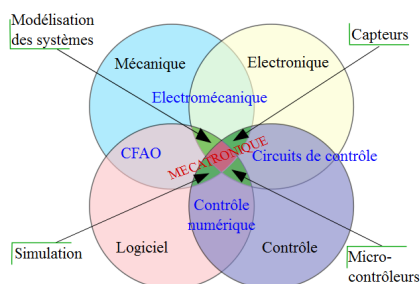 Modélisation
des systèmes
Capteurs
Mécanique
Electronique
Electromécanique
CFAO
MECATRONIQUE
Circuits de contrôle
Contrôle
numérique
Simulation
Logiciel
Contrôle
Micro-
contrôleurs